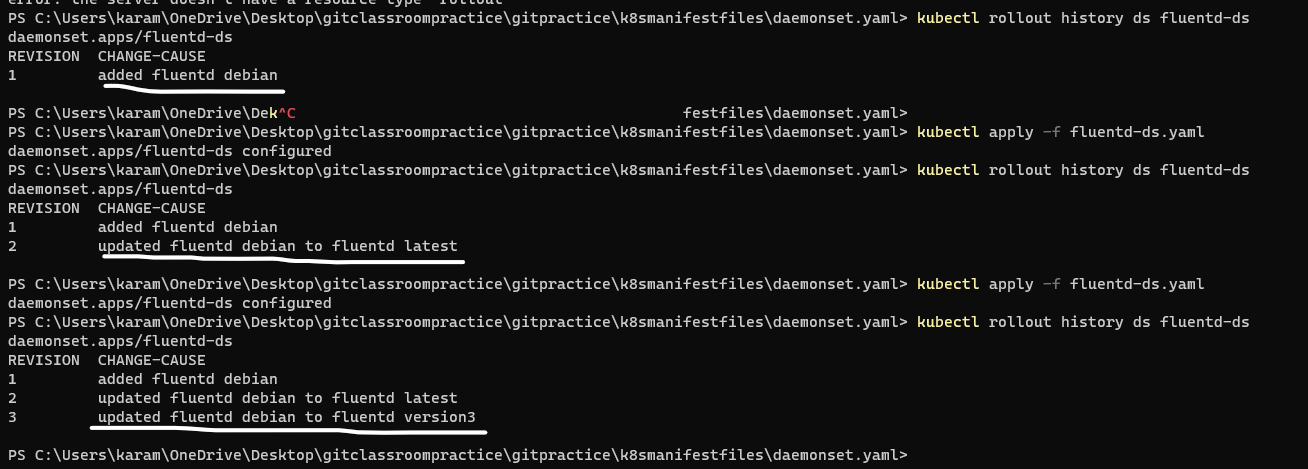 error: the server doesn't have a resource type "rollout"
PS C:\Users\karam\OneDrive\Desktop\gitclassroompractice\gitpractice\k8smanifestfiles\daemonset.yaml> kubectl rollout history ds fluentd-ds
daemonset.apps/fluentd-ds
REVISION  CHANGE-CAUSE
1         added fluentd debian
PS C:\Users\karam\OneDrive\Dek^C                                           festfiles\daemonset.yaml>
PS C:\Users\karam\OneDrive\Desktop\gitclassroompractice\gitpractice\k8smanifestfiles\daemonset.yaml> kubectl apply -f fluentd-ds.yaml
daemonset.apps/fluentd-ds configured
PS C:\Users\karam\OneDrive\Desktop\gitclassroompractice\gitpractice\k8smanifestfiles\daemonset.yaml> kubectl rollout history ds fluentd-ds
daemonset.apps/fluentd-ds
REVISION  CHANGE-CAUSE
1         added fluentd debian
2         updated fluentd debian to fluentd latest
PS C:\Users\karam\OneDrive\Desktop\gitclassroompractice\gitpractice\k8smanifestfiles\daemonset.yaml> kubectl apply -f fluentd-ds.yaml
daemonset.apps/fluentd-ds configured
PS C:\Users\karam\OneDrive\Desktop\gitclassroompractice\gitpractice\k8smanifestfiles\daemonset.yaml> kubectl rollout history ds fluentd-ds
daemonset.apps/fluentd-ds
REVISION  CHANGE-CAUSE
1         added fluentd debian
2         updated fluentd debian to fluentd latest
3         updated fluentd debian to fluentd version3
PS C:\Users\karam\OneDrive\Desktop\gitclassroompractice\gitpractice\k8smanifestfiles\daemonset.yaml>